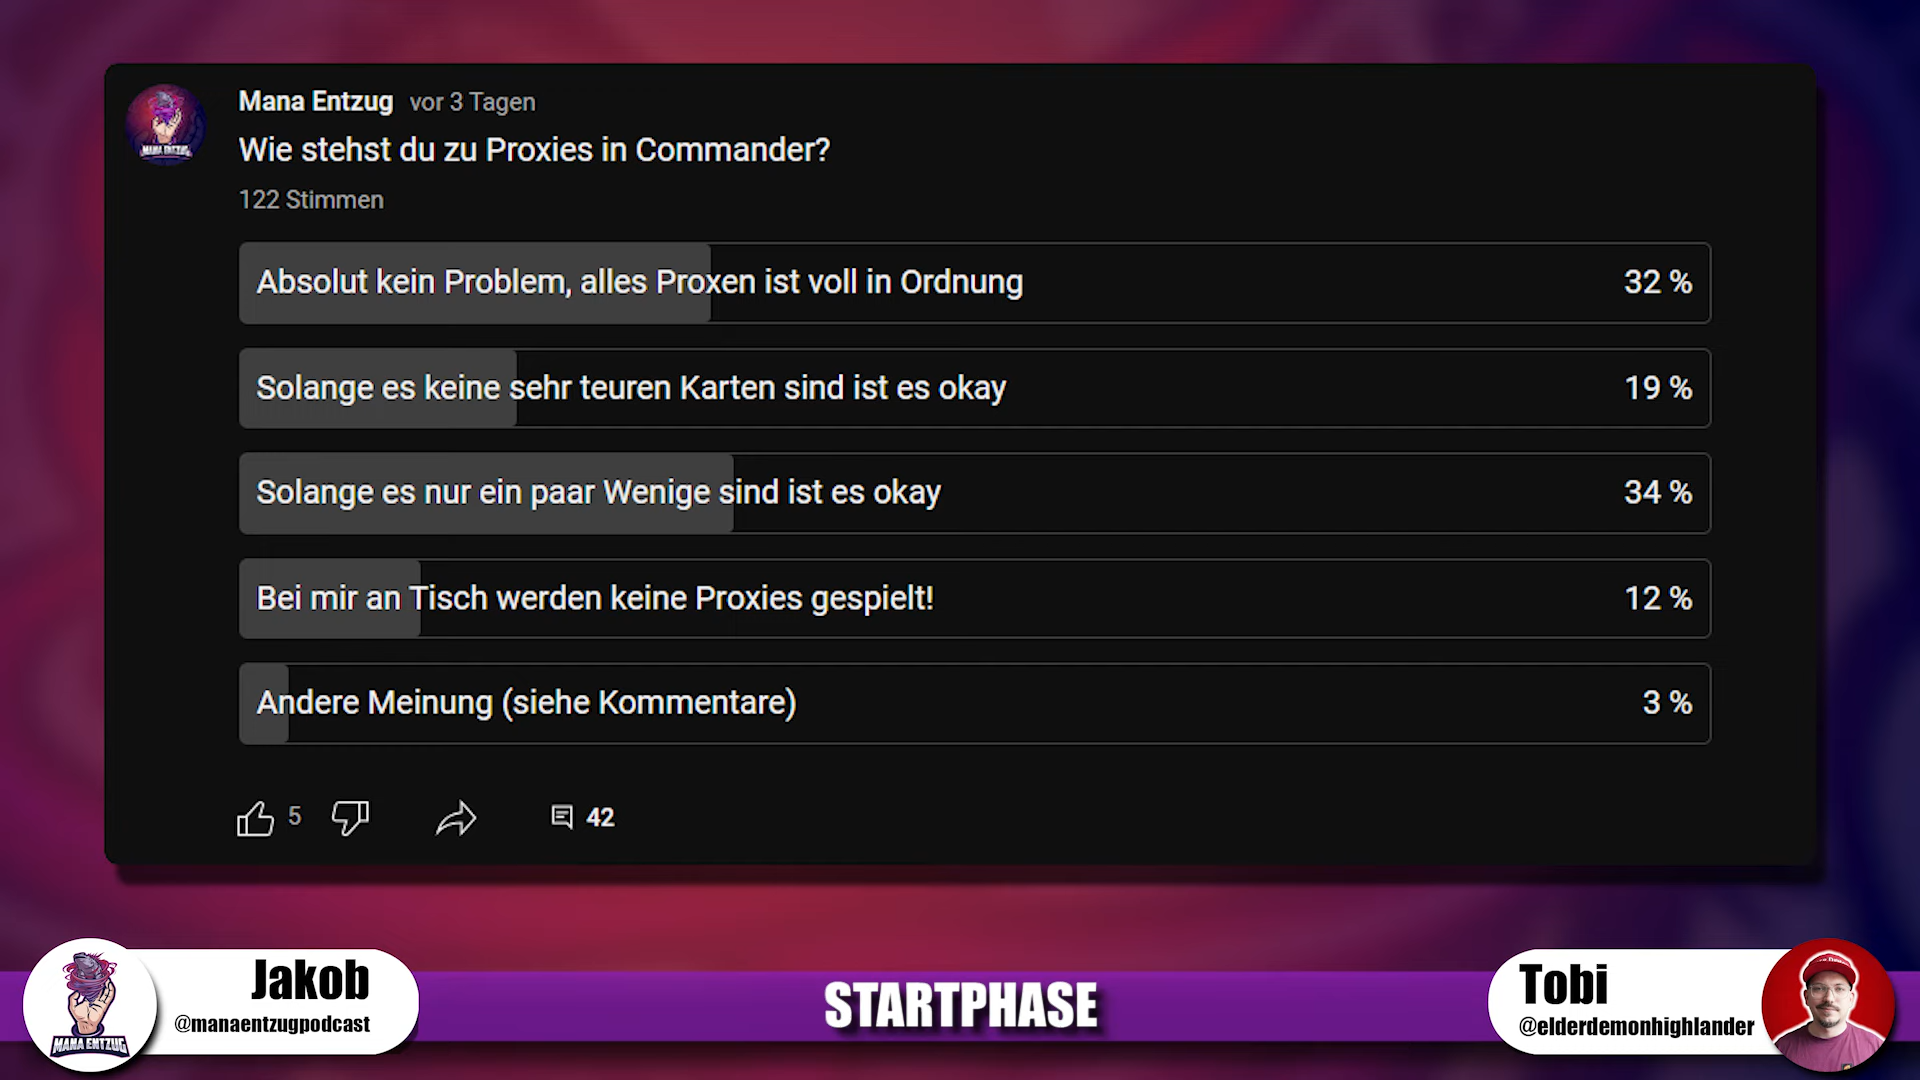 Mana Entzug vor 3 Tagen
Wie stehst du zu Proxies in Commander?
122 Stimmen
Absolut kein Problem, alles Proxen ist voll in Ordnung 32 %
Solange es keine sehr teuren Karten sind ist es okay 19 %
Solange es nur ein paar Wenige sind ist es okay 34 %
Bei mir an Tisch werden keine Proxies gespielt! 12 %
Andere Meinung (siehe Kommentare) 3 %
5 42
MANA ENTZUG
Jakob
@manaentzugpodcast
STARTPHASE
Tobi
@elderdemonhighlander
MANA ENTZUG